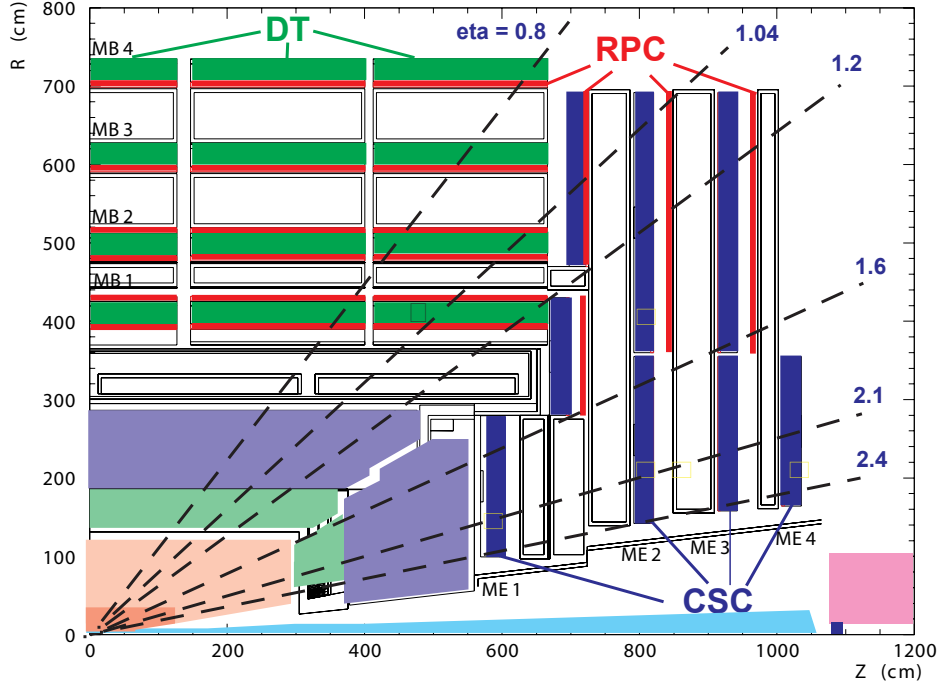 R (cm)
800
700
600
500
400
300
200
100
0
MB 4
MB 3
MB 2
MB 1
DT
eta = 0.8
1.04
1.2
RPC
1.6
2.1
2.4
ME 1
ME 2
ME 3
ME 4
CSC
0
200
400
600
800
1000
1200
Z (cm)